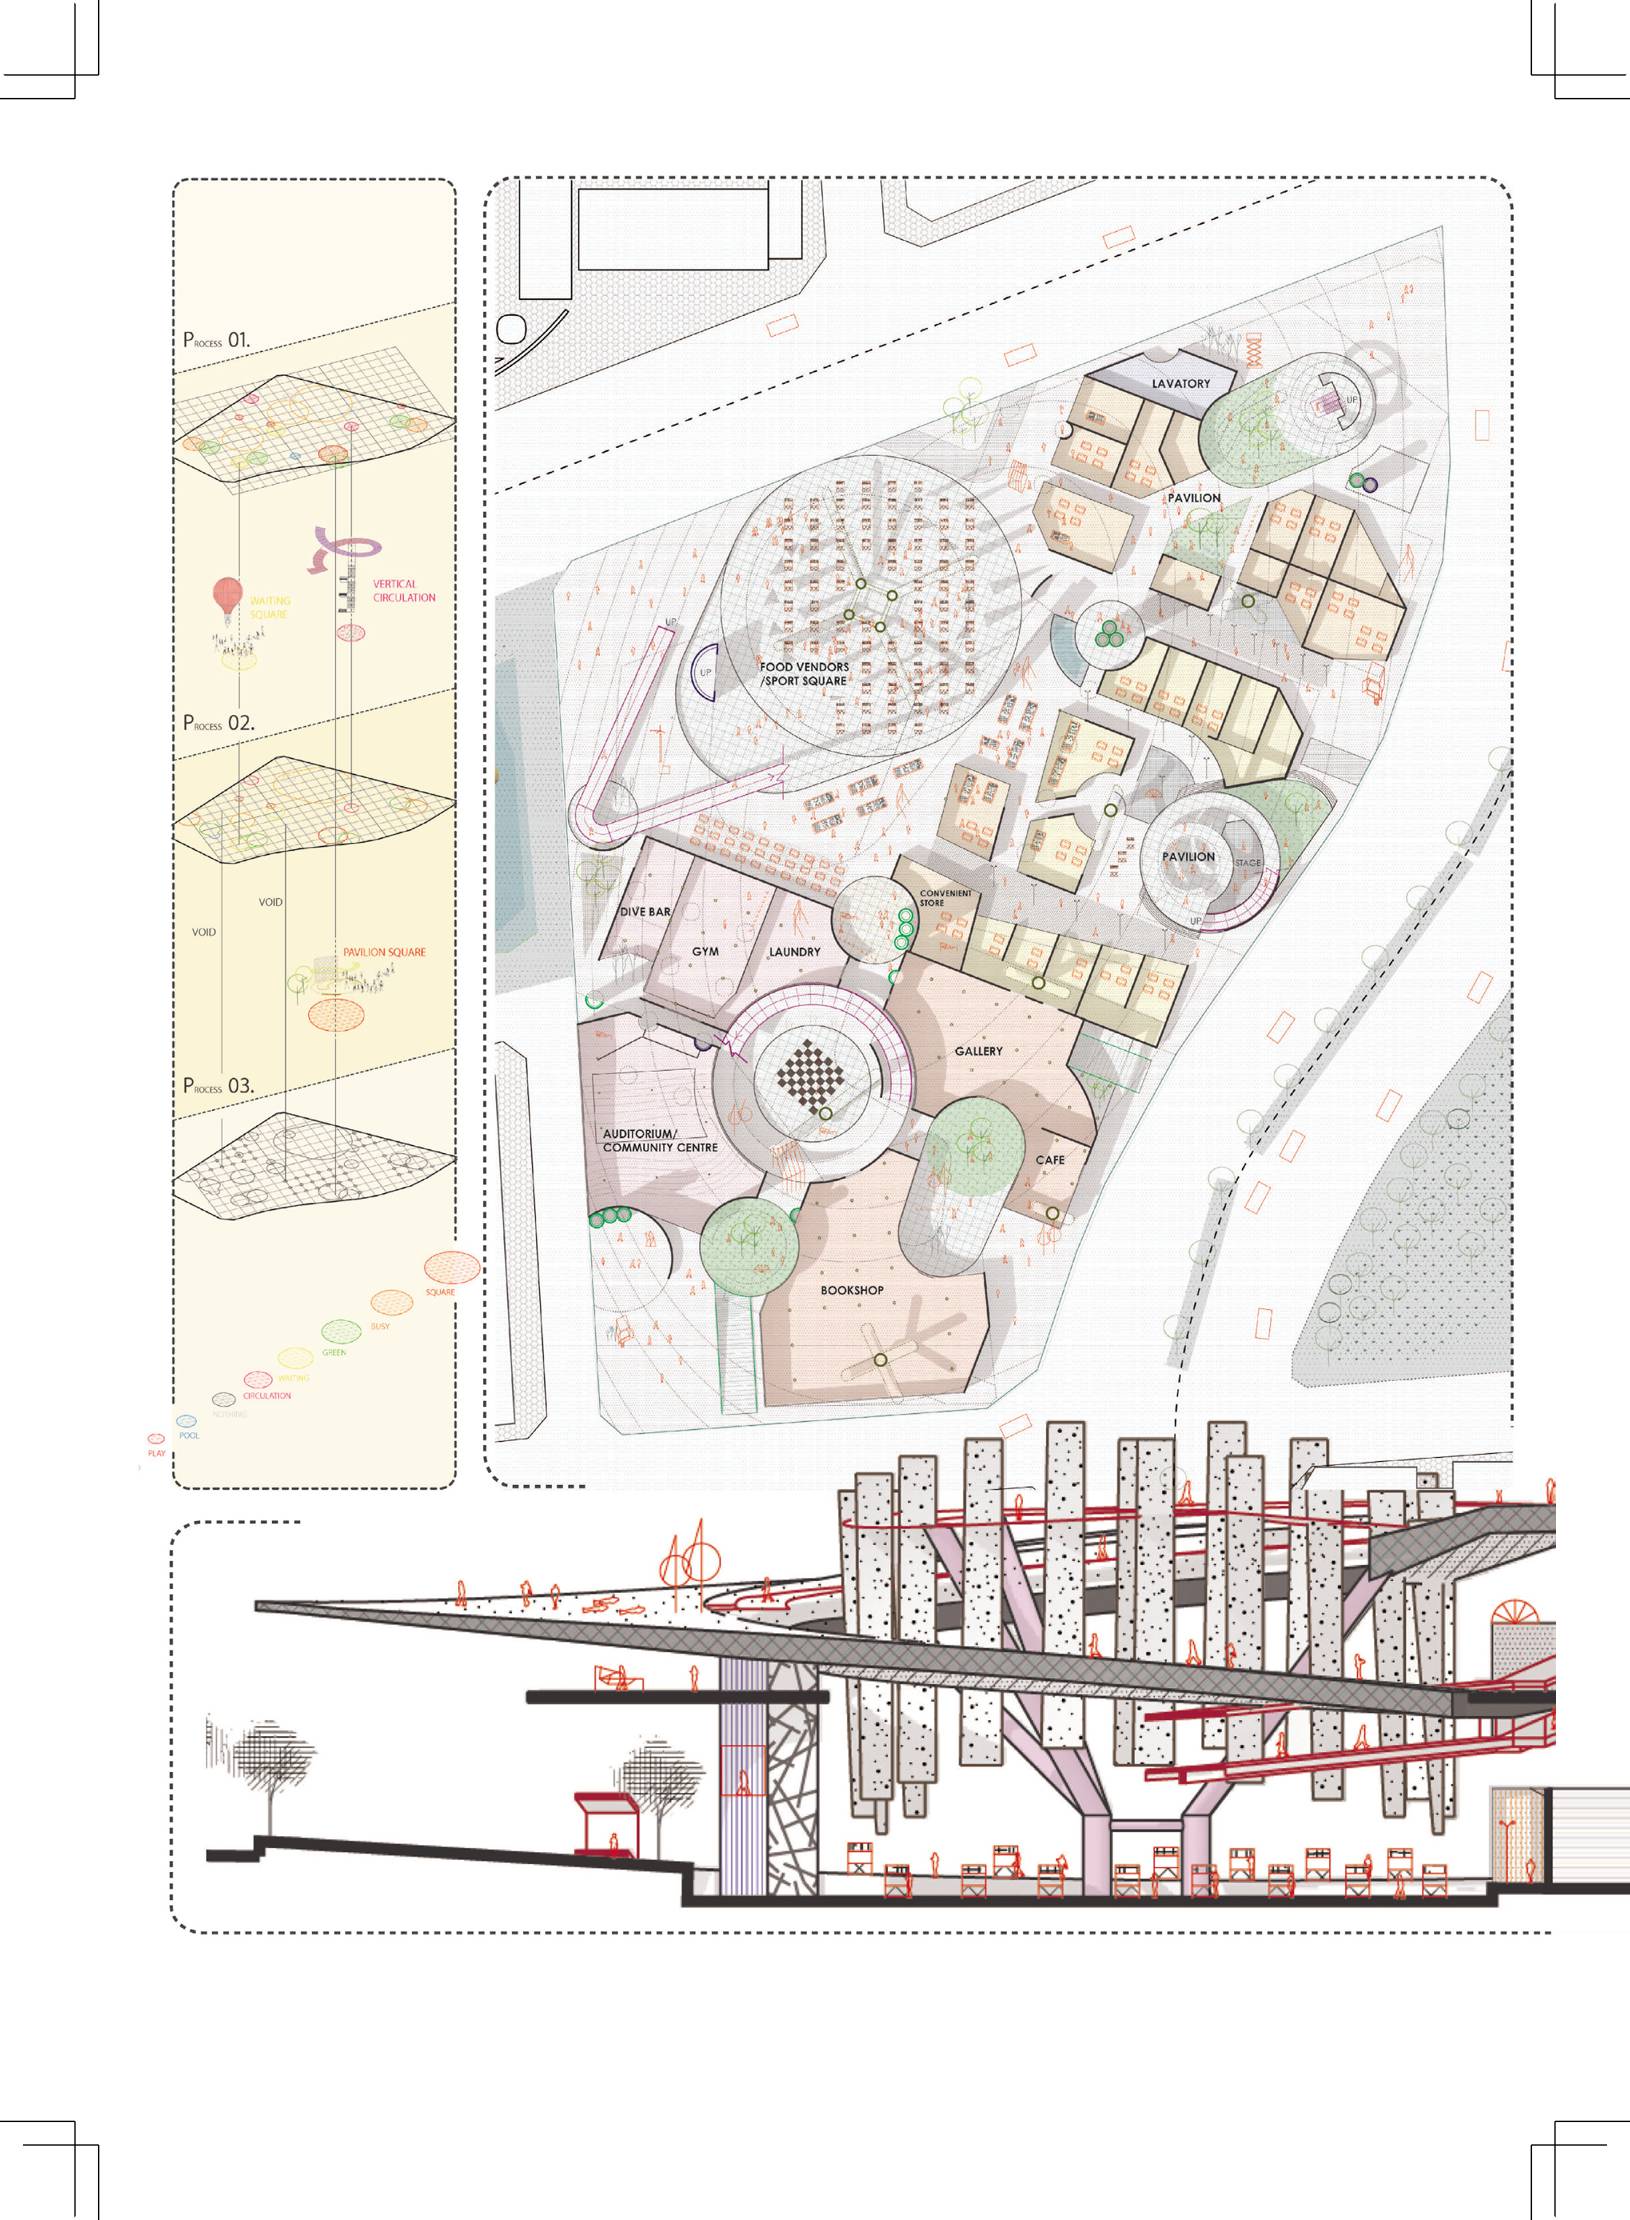 PROCESS 01.
WAITING
SQUARE
VERTICAL
CIRCULATION
PROCESS 02.
VOID
VOID
PAVILION SQUARE
PROCESS 03.
SQUARE
BUSY
GREEN
WAITING
CIRCULATION
NOTHING
POOL
PLAY
LAVATORY
UP
PAVILION
UP
UP
FOOD VENDORS
/SPORT SQUARE
PAVILION
STAGE
UP
CONVENIENT
STORE
DIVE BAR
GYM
LAUNDRY
GALLERY
AUDITORIUM/
COMMUNITY CENTRE
CAFE
BOOKSHOP